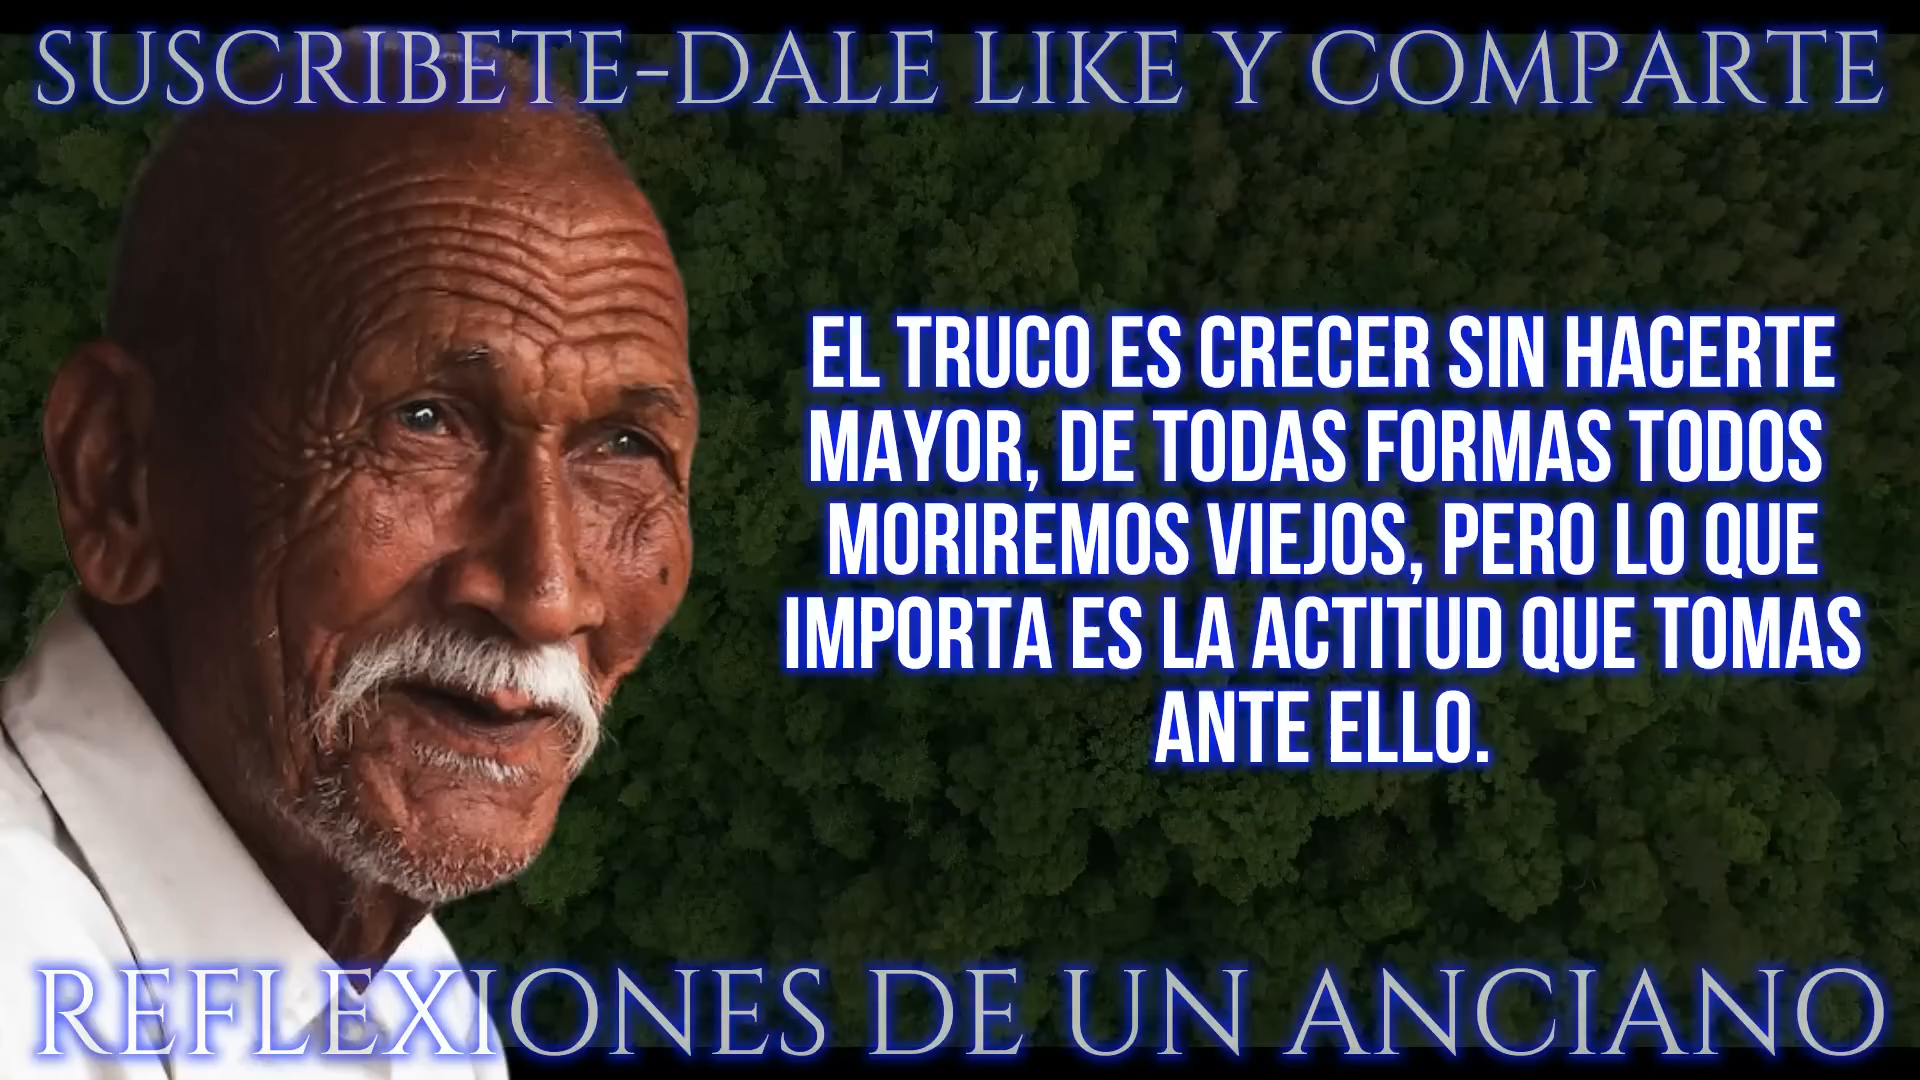 SUSCRIBETE-DALE LIKE Y COMPARTE
EL TRUCO ES CRECER SIN HACERTE
MAYOR, DE TODAS FORMAS TODOS
MORIREMOS VIEJOS, PERO LO QUE
IMPORTA ES LA ACTITUD QUE TOMAS
ANTE ELLO.
REFLEXIONES DE UN ANCIANO